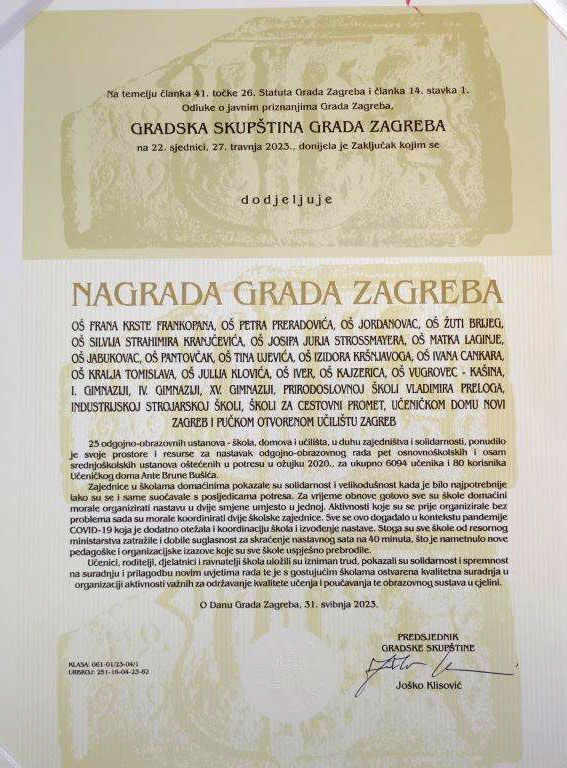 Na temelju članka 41. točke 26. Statuta Grada Zagreba i članka 14. stavka 1.
Odluke o javnim priznanjima Grada Zagreba,
GRADSKA SKUPŠTINA GRADA ZAGREBA
na 22. sjednici, 27. travnja 2023., donijela je Zaključak kojim se
dodjeljuje
NAGRADA GRADA ZAGREBA
OŠ FRANA KRSTE FRANKOPANA, OŠ PETRA PRERADOVIĆA, OŠ JORDANOVAC, OŠ ŽUTI BRIJEG,
OŠ SILVIJA STRAHIMIRA KRANJČEVIĆA, OŠ JOSIPA JURJA STROSSMAYERA, OŠ MATKA LAGINJE,
OŠ JABUKOVAC, OŠ PANTOVČAK, OŠ TINA UJEVIĆA, OŠ IZIDORA KRŠNJAVOGA, OŠ IVANA CANKARA,
OŠ KRALJA TOMISLAVA, OŠ JULIJA KLOVIĆA, OŠ IVER, OŠ KAJZERICA, OŠ VUGROVEC - KAŠINA,
I. GIMNAZIJI, IV. GIMNAZIJI, XV. GIMNAZIJI, PRIRODOSLOVNOJ ŠKOLI VLADIMIRA PRELOGA,
INDUSTRIJSKOJ STROJARSKOJ ŠKOLI, ŠKOLI ZA CESTOVNI PROMET, UČENIČKOM DOMU NOVI
ZAGREB I PUČKOM OTVORENOM UČILIŠTU ZAGREB
25 odgojno-obrazovnih ustanova - škola, domova i učilišta, u duhu zajedništva i solidarnosti, ponudilo
je svoje prostore i resurse za nastavak odgojno-obrazovnog rada pet osnovnoškolskih i osam
srednjoškolskih ustanova oštećenih u potresu u ožujku 2020., za ukupno 6094 učenika i 80 korisnika
Učeničkog doma Ante Brune Bušića.
Zajednice u školama domaćinima pokazale su solidarnost i velikodušnost kada je bilo najpotrebnije
iako su se i same suočavale s posljedicama potresa. Za vrijeme obnove gotovo sve su škole domaćini
morale organizirati nastavu u dvije smjene umjesto u jednoj. Aktivnosti koje su se prije organizirale bez
problema sada su morale koordinirati dvije školske zajednice. Sve se ovo događalo u kontekstu pandemije
COVID-19 koja je dodatno otežala i koordinaciju škola i izvođenje nastave. Stoga su sve škole od resornog
ministarstva zatražile i dobile suglasnost za skraćenje nastavnog sata na 40 minuta, što je nametnulo nove
pedagoške i organizacijske izazove koje su sve škole uspješno prebrodile.
Učenici, roditelji, djelatnici i ravnatelji škola uložili su izniman trud, pokazali su solidarnost i spremnost
na suradnju i prilagodbu novim uvjetima rada te je s gostujućim školama ostvarena kvalitetna suradnja u
organizaciji aktivnosti važnih za održavanje kvalitete učenja i poučavanja te obrazovnog sustava u cjelini.
O Danu Grada Zagreba, 31. svibnja 2023.
PREDSJEDNIK
GRADSKE SKUPŠTINE
KLASA: 061-01/23-04/1
URBROJ: 251-16-04-23-82
Joško Klisović